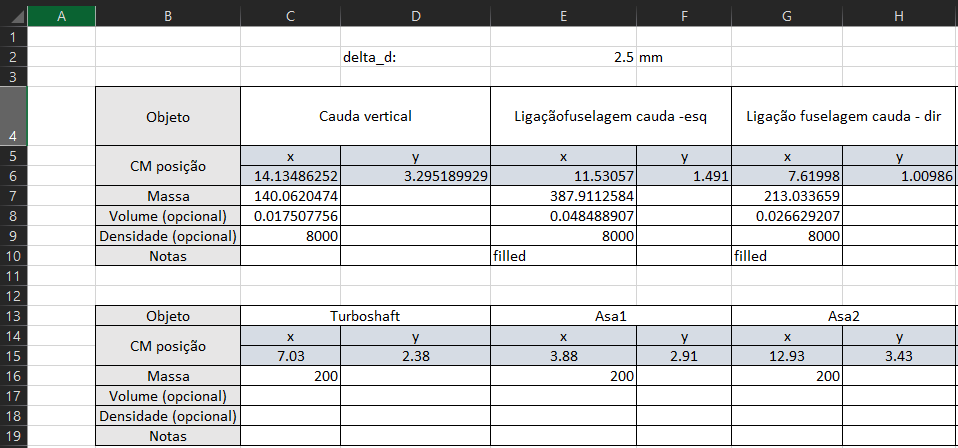 A B C D E F G H
1
2 delta_d: 2.5 mm
3
4 Objeto Cauda vertical Ligaçãofuselagem cauda -esq Ligação fuselagem cauda - dir
5 CM posição x y x y x y
6 14.13486252 3.295189929 11.53057 1.491 7.61998 1.00986
7 Massa 140.0620474 387.9112584 213.033659
8 Volume (opcional) 0.017507756 0.048488907 0.026629207
9 Densidade (opcional) 8000 8000 8000
10 Notas filled filled
11
12
13 Objeto Turboshaft Asa1 Asa2
14 CM posição x y x y x y
15 7.03 2.38 3.88 2.91 12.93 3.43
16 Massa 200 200 200
17 Volume (opcional)
18 Densidade (opcional)
19 Notas